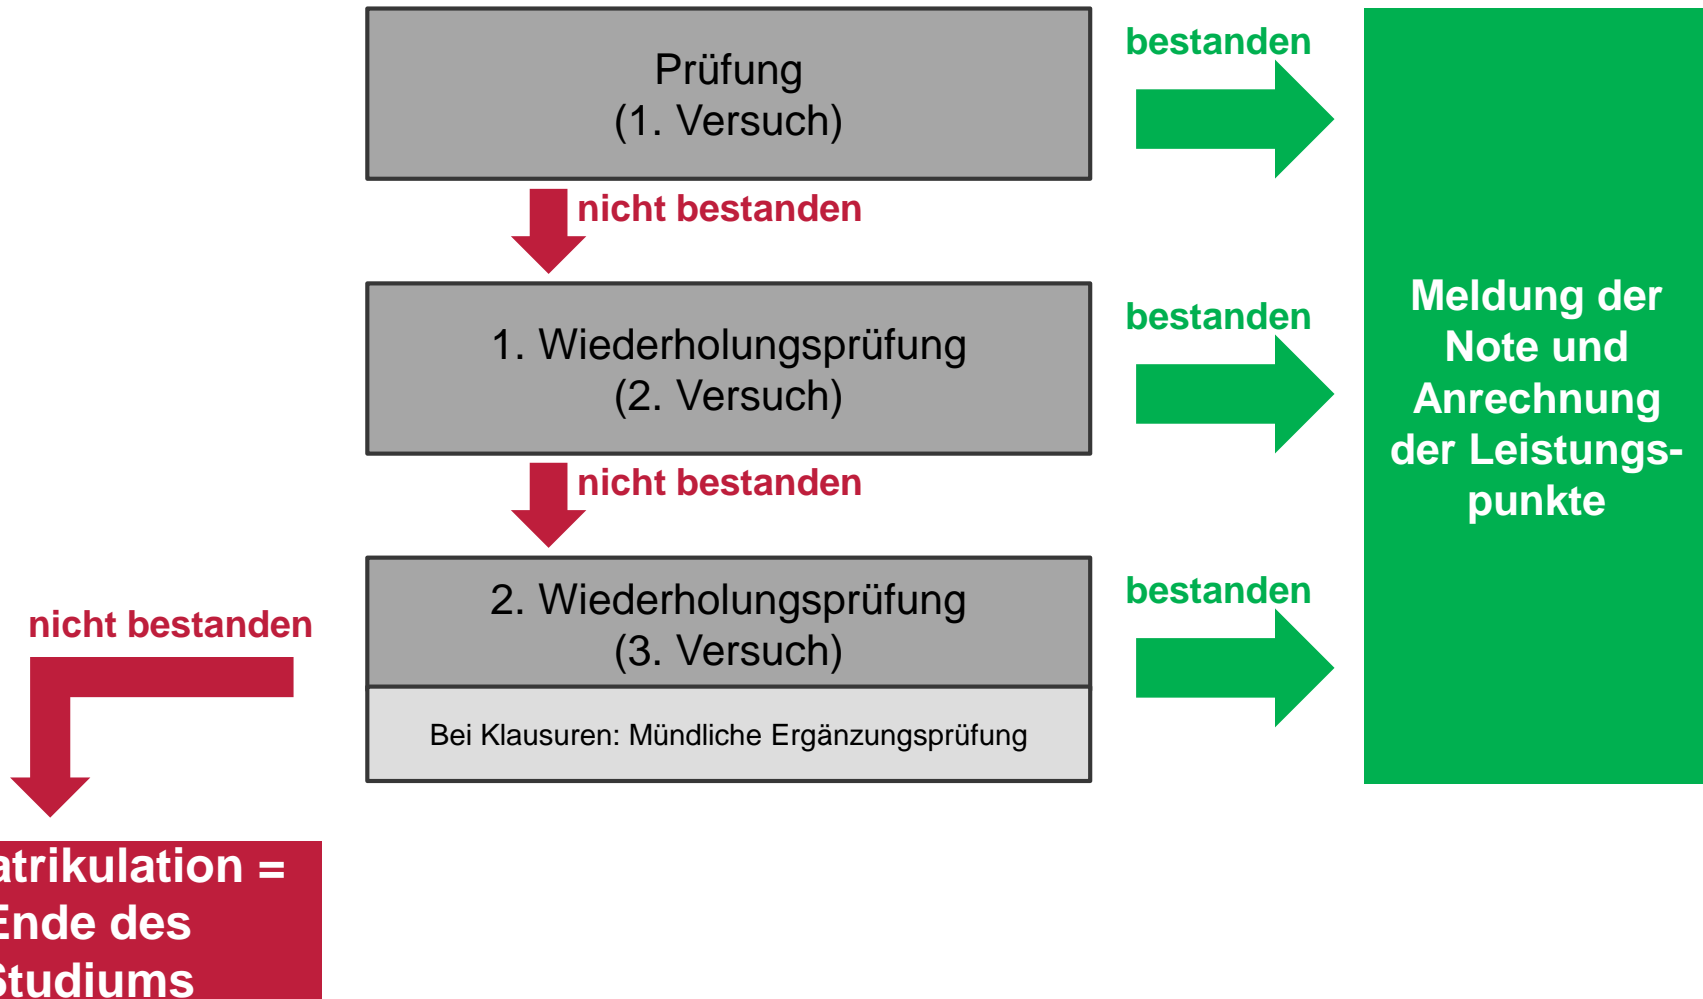 Prüfung
(1. Versuch)
bestanden
nicht bestanden
1. Wiederholungsprüfung
(2. Versuch)
bestanden
nicht bestanden
2. Wiederholungsprüfung
(3. Versuch)
bestanden
Bei Klausuren: Mündliche Ergänzungsprüfung
nicht bestanden
atrikulation =
Ende des
Studiums
Meldung der
Note und
Anrechnung
der Leistungs-
punkte